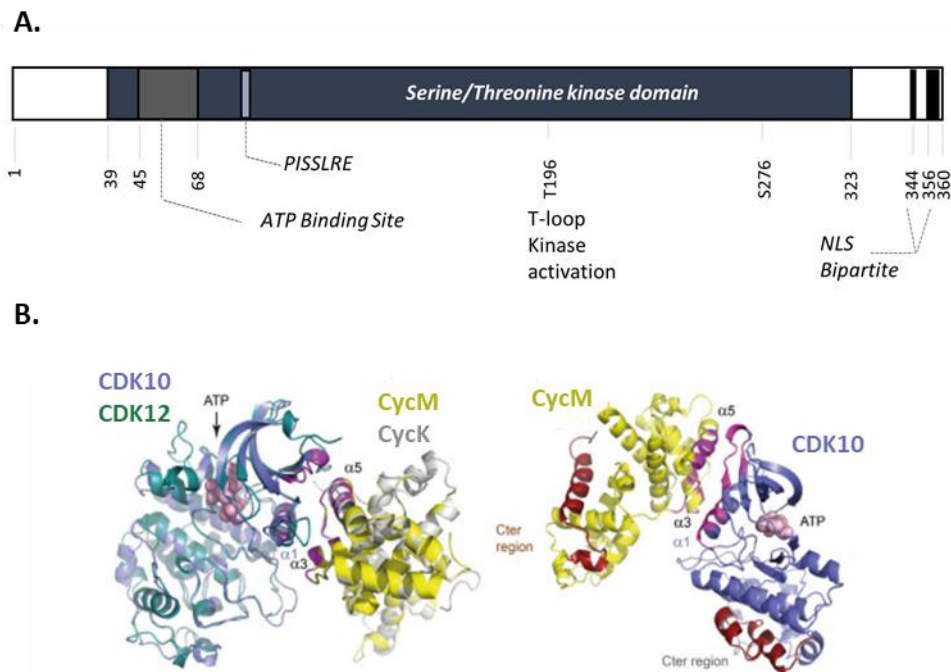 A.
Serine/Threonine kinase domain
1
39
45
68
PISSLRE
ATP Binding Site
T196
T-loop
Kinase
activation
S276
323
344
356
360
NLS
Bipartite
B.
CDK10
CDK12
ATP
CycM
CycK
α5
α1
α3
CycM
α5
CDK10
α3
α1
ATP
Cter
region
Cter region